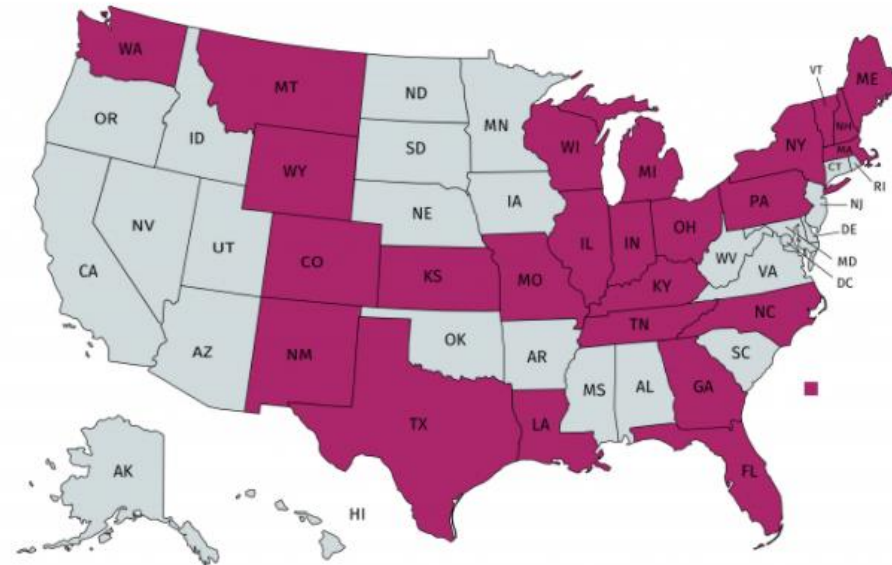 WA
MT
ND
MN
VT
ME
OR
ID
SD
WI
MI
NY
NH
MA
CT
RI
WY
NE
IA
PA
NJ
NV
UT
CO
KS
MO
IL
IN
OH
WV
VA
DE
MD
DC
CA
KY
NC
TN
AZ
NM
OK
AR
SC
MS
AL
GA
TX
LA
FL
AK
HI